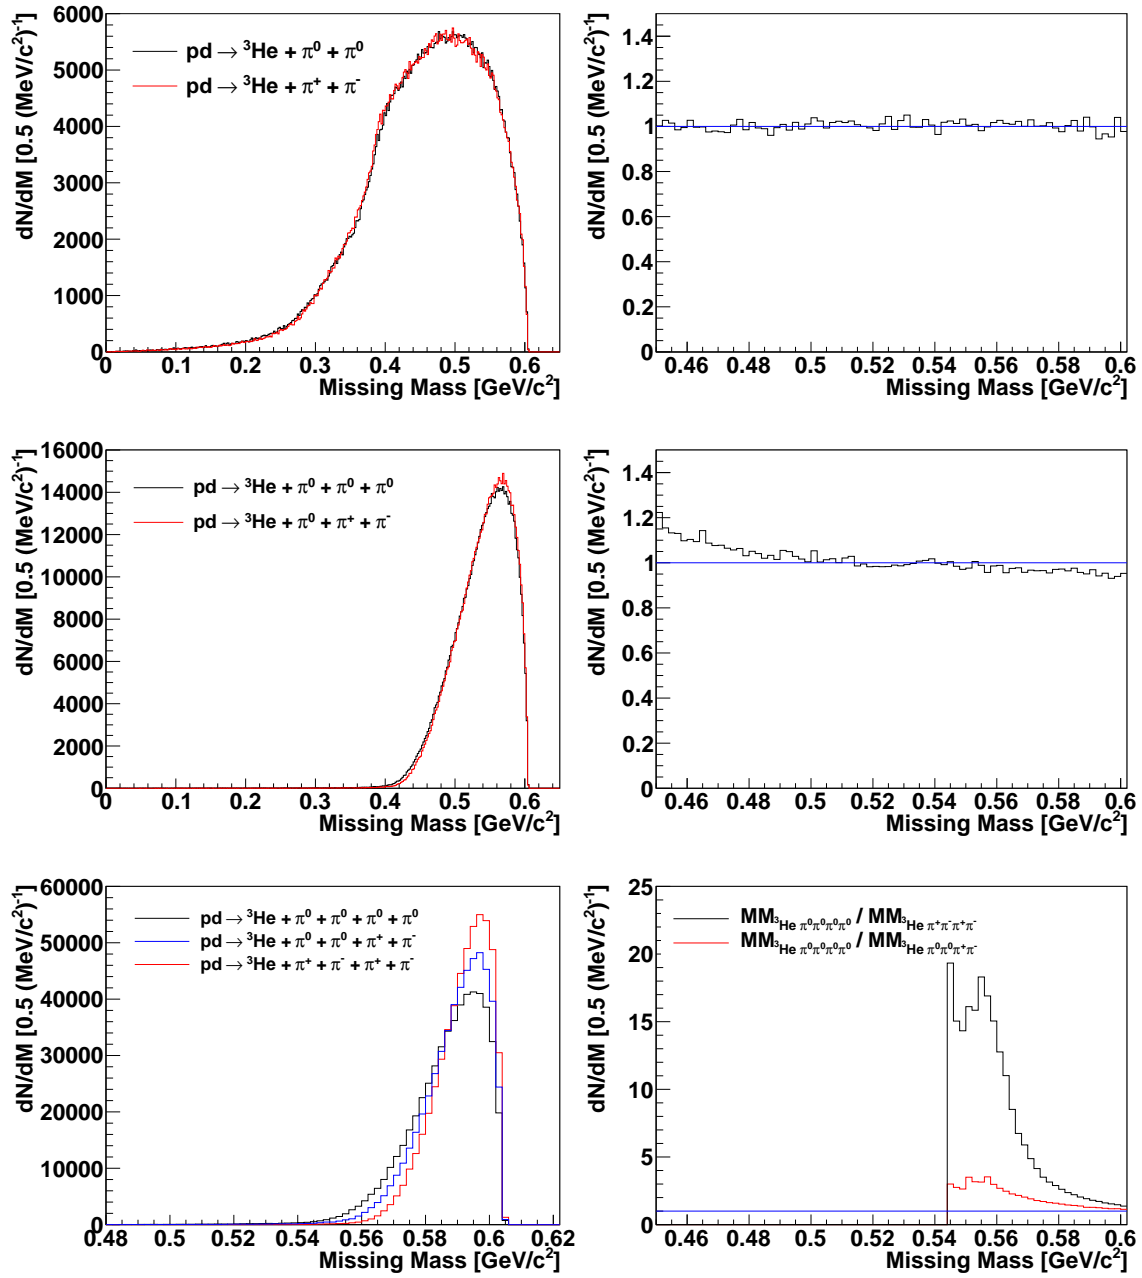 dN/dM [0.5 (MeV/c²)⁻¹]
6000
5000
4000
3000
2000
1000
0
pd → ³He + π⁰ + π⁰
pd → ³He + π⁺ + π⁻
0 0.1 0.2 0.3 0.4 0.5 0.6
Missing Mass [GeV/c²]
dN/dM [0.5 (MeV/c²)⁻¹]
1.4
1.2
1
0.8
0.6
0.4
0.2
0
0.46 0.48 0.5 0.52 0.54 0.56 0.58 0.6
Missing Mass [GeV/c²]
dN/dM [0.5 (MeV/c²)⁻¹]
16000
14000
12000
10000
8000
6000
4000
2000
0
pd → ³He + π⁰ + π⁰ + π⁰
pd → ³He + π⁰ + π⁺ + π⁻
0 0.1 0.2 0.3 0.4 0.5 0.6
Missing Mass [GeV/c²]
dN/dM [0.5 (MeV/c²)⁻¹]
1.4
1.2
1
0.8
0.6
0.4
0.2
0
0.46 0.48 0.5 0.52 0.54 0.56 0.58 0.6
Missing Mass [GeV/c²]
dN/dM [0.5 (MeV/c²)⁻¹]
60000
50000
40000
30000
20000
10000
0
pd → ³He + π⁰ + π⁰ + π⁰ + π⁰
pd → ³He + π⁰ + π⁰ + π⁺ + π⁻
pd → ³He + π⁺ + π⁻ + π⁺ + π⁻
0.48 0.5 0.52 0.54 0.56 0.58 0.6 0.62
Missing Mass [GeV/c²]
dN/dM [0.5 (MeV/c²)⁻¹]
25
20
15
10
5
0
MM³He π⁰π⁰π⁰π⁰ / MM³He π⁺π⁻π⁺π⁻
MM³He π⁰π⁰π⁰π⁰ / MM³He π⁰π⁰π⁺π⁻
0.46 0.48 0.5 0.52 0.54 0.56 0.58 0.6
Missing Mass [GeV/c²]